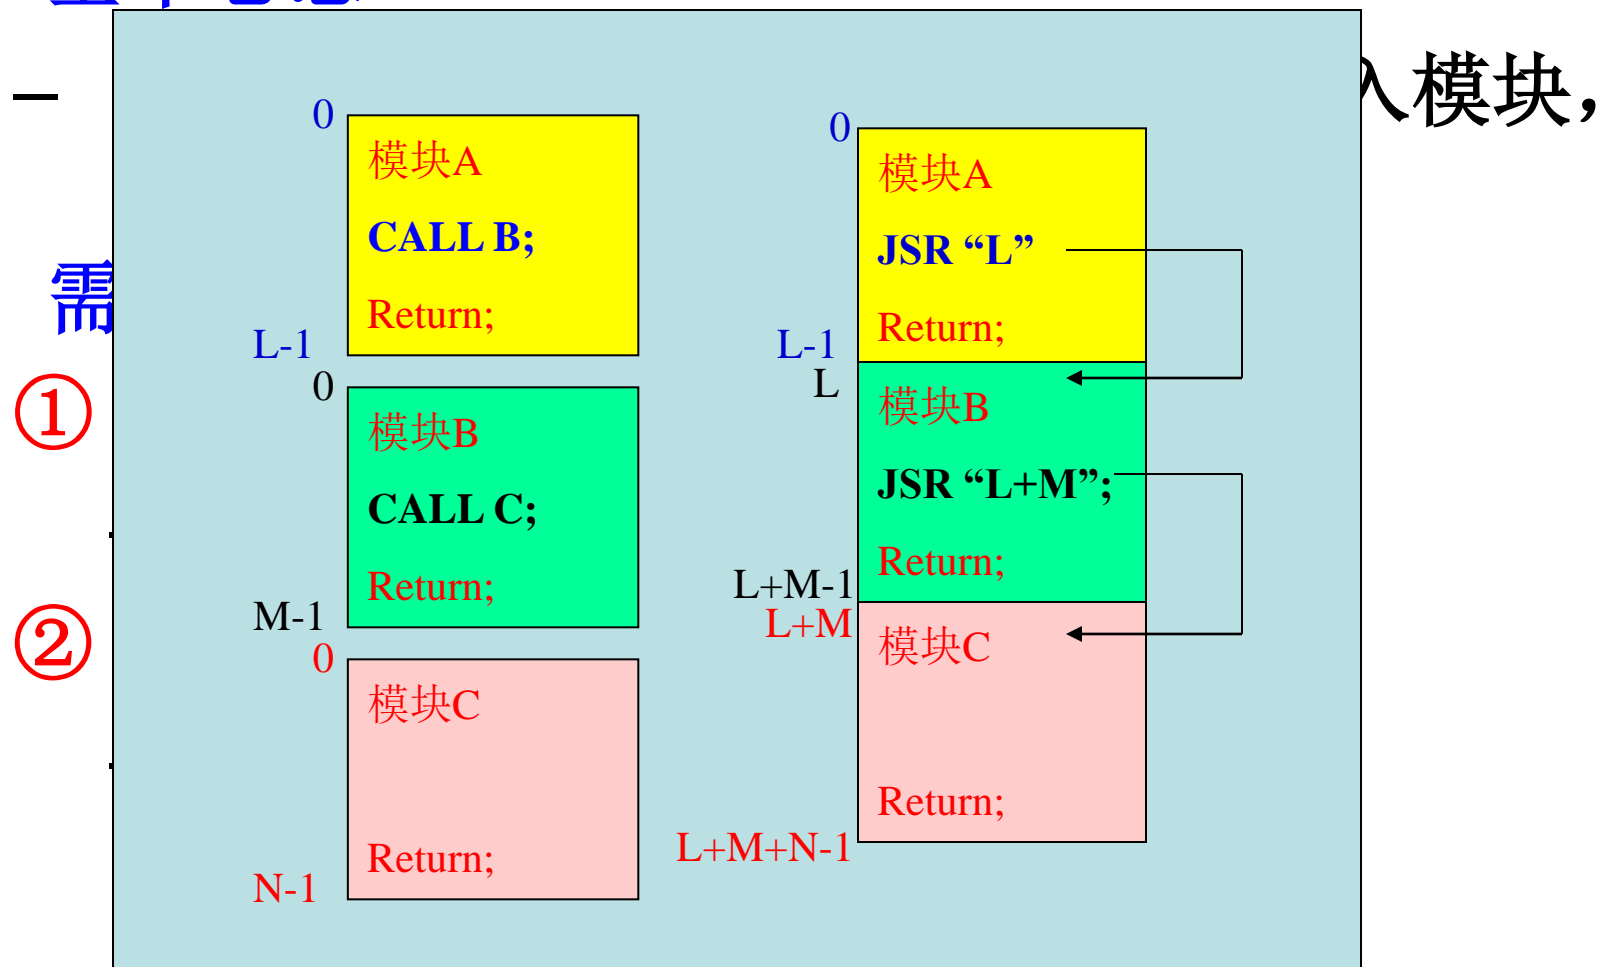 – 入模块，
需
①
②
0
模块A
CALL B;
Return;
L-1
0
模块B
CALL C;
Return;
M-1
0
模块C
Return;
N-1
0
模块A
JSR “L”
Return;
L-1
L
模块B
JSR “L+M”;
Return;
L+M-1
L+M
模块C
Return;
L+M+N-1